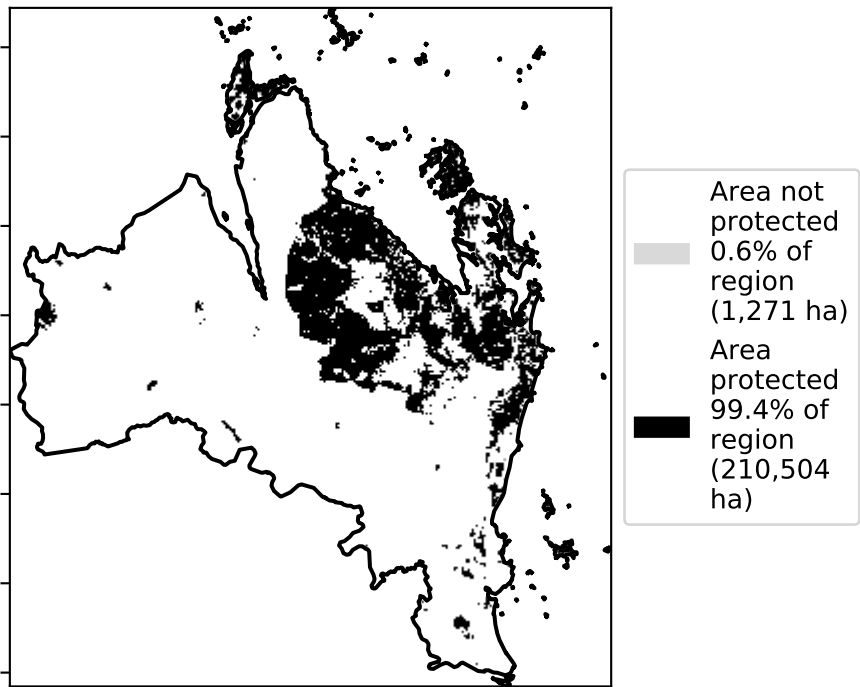 Area not
protected
0.6% of
region
(1,271 ha)
Area
protected
99.4% of
region
(210,504
ha)